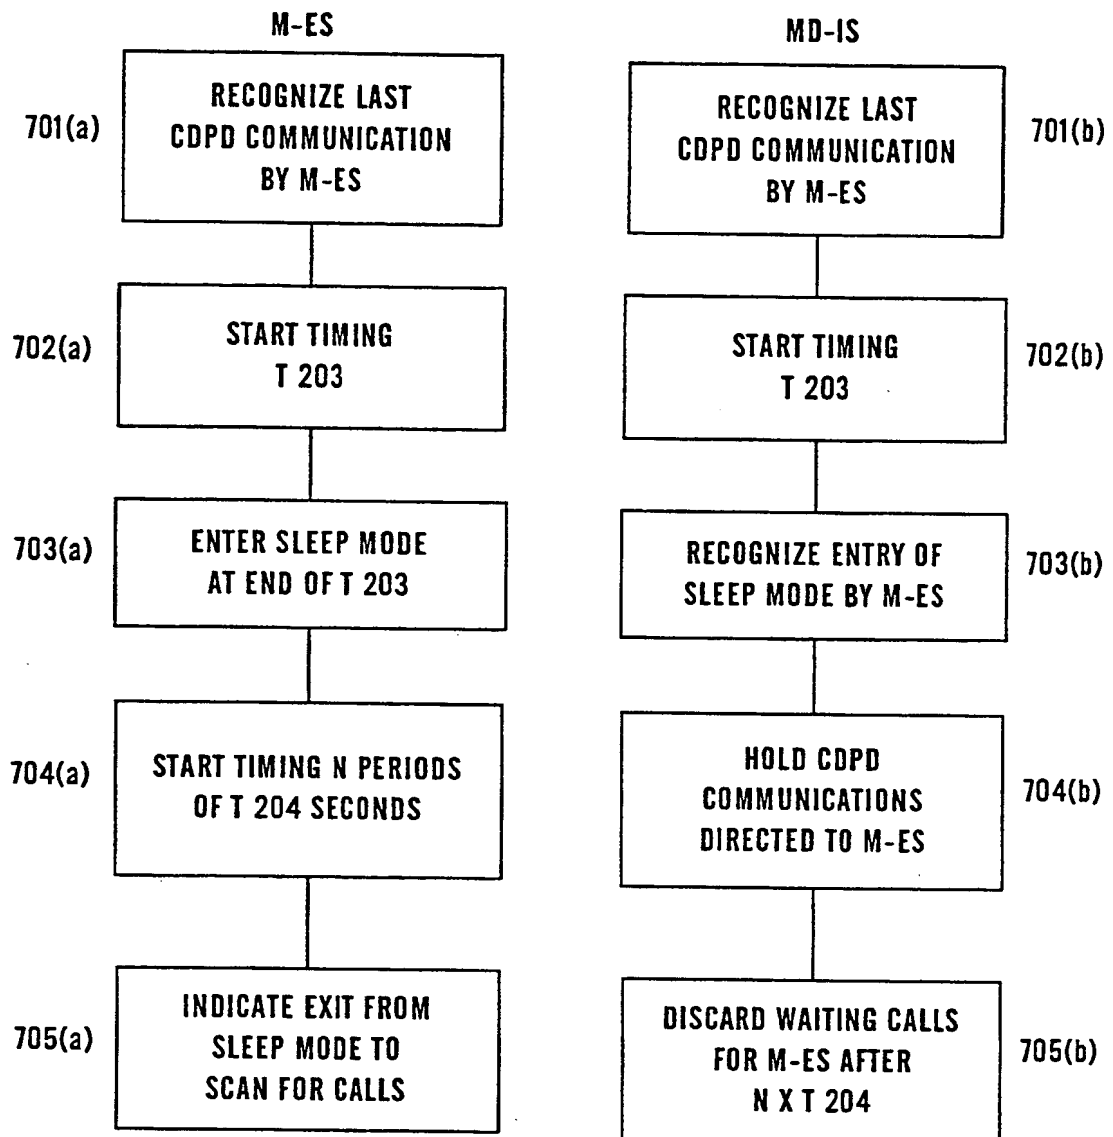 M-ES
701(a)
RECOGNIZE LAST
CDPD COMMUNICATION
BY M-ES
702(a)
START TIMING
T 203
703(a)
ENTER SLEEP MODE
AT END OF T 203
704(a)
START TIMING N PERIODS
OF T 204 SECONDS
705(a)
INDICATE EXIT FROM
SLEEP MODE TO
SCAN FOR CALLS
MD-IS
RECOGNIZE LAST
CDPD COMMUNICATION
BY M-ES
701(b)
START TIMING
T 203
702(b)
RECOGNIZE ENTRY OF
SLEEP MODE BY M-ES
703(b)
HOLD CDPD
COMMUNICATIONS
DIRECTED TO M-ES
704(b)
DISCARD WAITING CALLS
FOR M-ES AFTER
N X T 204
705(b)